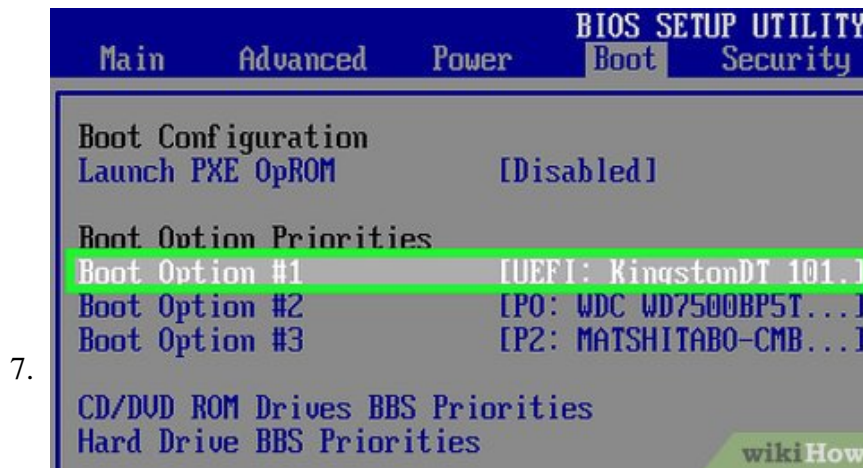 BIOS SETUP UTILITY
Main Advanced Power Boot Security
Boot Configuration
Launch PXE OpROM [Disabled]
Boot Option Priorities
Boot Option #1 [UEFI: KingstonDT 101..]
Boot Option #2 [PO: WDC WD7500BP5T...]
Boot Option #3 [P2: MATSHITABO-CMB...]
7.
CD/DVD ROM Drives BBS Priorities
Hard Drive BBS Priorities
wikiHow